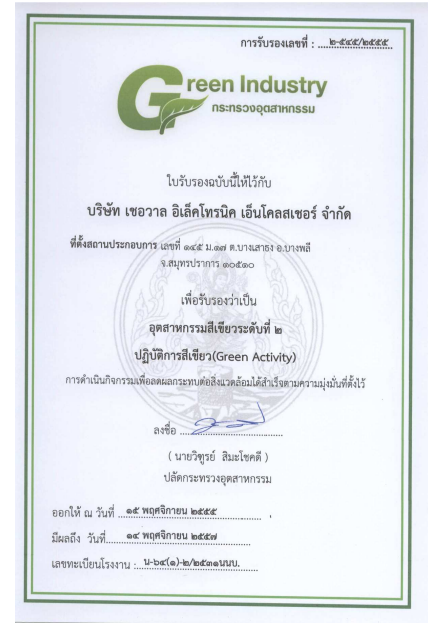 การรับรองเลขที่ : ๒-๕๔๕/๒๕๕๕
Green Industry
กระทรวงอุตสาหกรรม
ใบรับรองฉบับนี้ให้ไว้กับ
บริษัท เชอวาล อิเล็คโทรนิค เอ็นโคลสเชอร์ จำกัด
ที่ตั้งสถานประกอบการ เลขที่ ๑๔๕ ม.๑๗ ต.บางเสาธง อ.บางพลี
จ.สมุทรปราการ ๑๐๕๑๐
เพื่อรับรองว่าเป็น
อุตสาหกรรมสีเขียวระดับที่ ๒
ปฏิบัติการสีเขียว(Green Activity)
การดำเนินกิจกรรมเพื่อลดผลกระทบต่อสิ่งแวดล้อมได้สำเร็จตามความมุ่งมั่นที่ตั้งไว้
ลงชื่อ
( นายวิฑูรย์ สิมะโชคดี )
ปลัดกระทรวงอุตสาหกรรม
ออกให้ ณ วันที่ ๑๕ พฤศจิกายน ๒๕๕๕ ,
มีผลถึง วันที่ ๑๔ พฤศจิกายน ๒๕๕๗
เลขทะเบียนโรงงาน : น-๖๔(๑)-๒/๒๕๓๑นนบ.